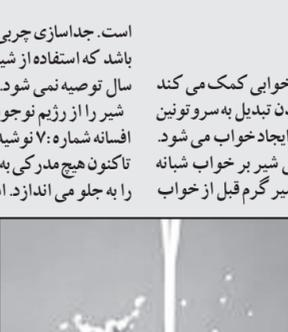 خوابی کمک می کند
دن تبدیل به سروتونین
ایجاد خواب می شود.
شیر بر خواب شبانه
یر گرم قبل از خواب
است. جداسازی چربی
باشد که استفاده از شی
سال توصیه نمی شود.
شیر را از رژیم نوجو
افسانه شماره ۷: نوشید
تاکنون هیچ مدرکی به
را به جلو می اندازد. ا